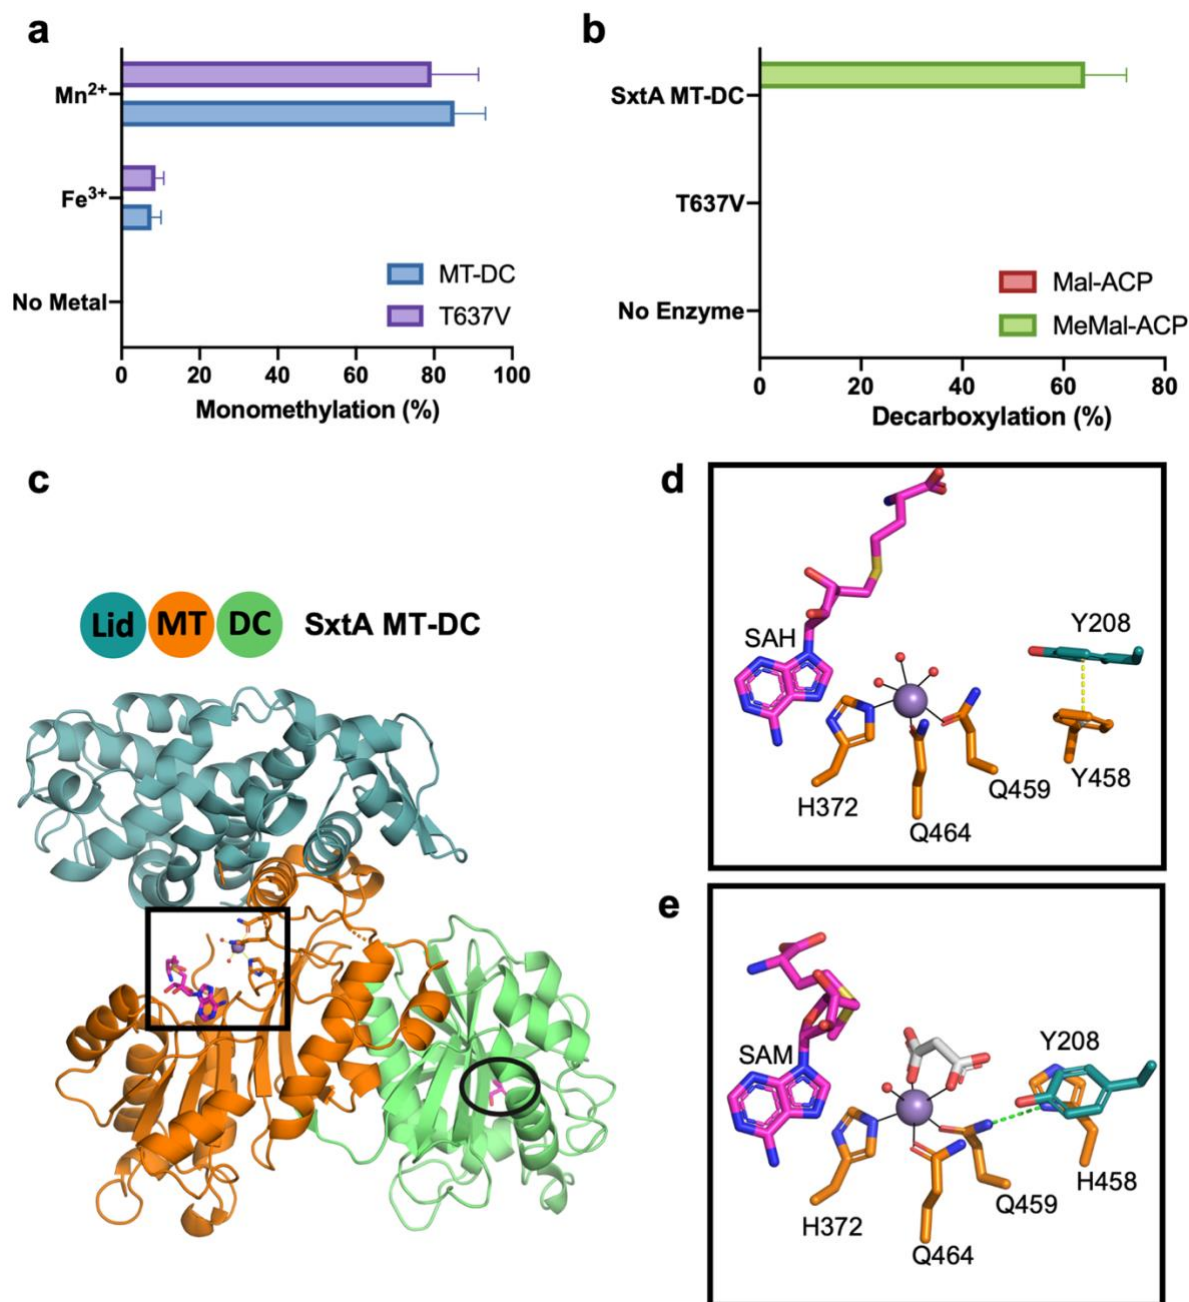 a
Mn²⁺
Fe³⁺
No Metal
MT-DC
T637V
0 20 40 60 80 100
Monomethylation (%)
b
SxtA MT-DC
T637V
No Enzyme
Mal-ACP
MeMal-ACP
0 20 40 60 80
Decarboxylation (%)
c
Lid MT DC SxtA MT-DC
d
SAH
Y208
H372
Q464
Q459
Y458
e
SAM
Y208
H372
Q464
Q459
H458